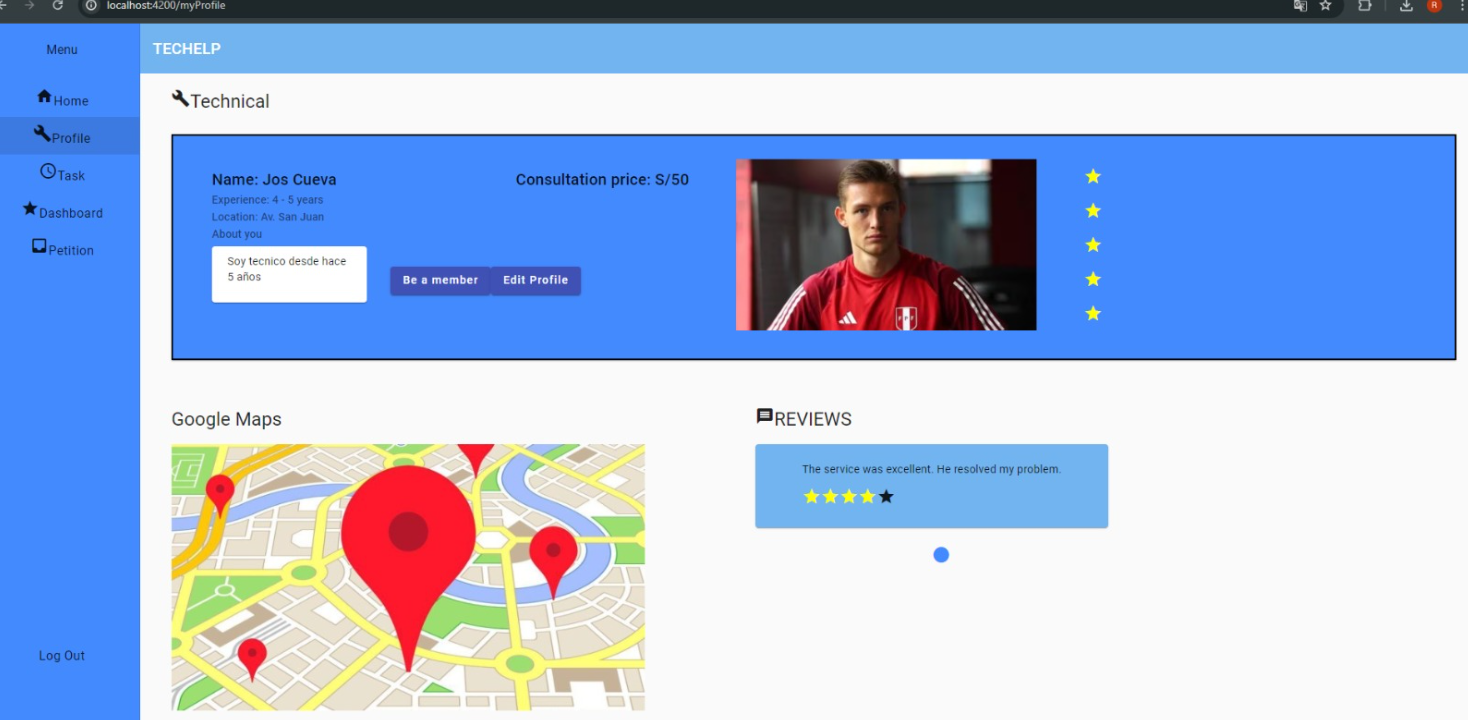 localhost:4200/myProfile
R
Menu
TECHELP
Home
Profile
Task
Dashboard
Petition
Log Out
Technical
Name: Jos Cueva
Experience: 4 - 5 years
Location: Av. San Juan
About you
Soy tecnico desde hace
5 años
Consultation price: S/50
Be a member
Edit Profile
FPF
Google Maps
REVIEWS
The service was excellent. He resolved my problem.